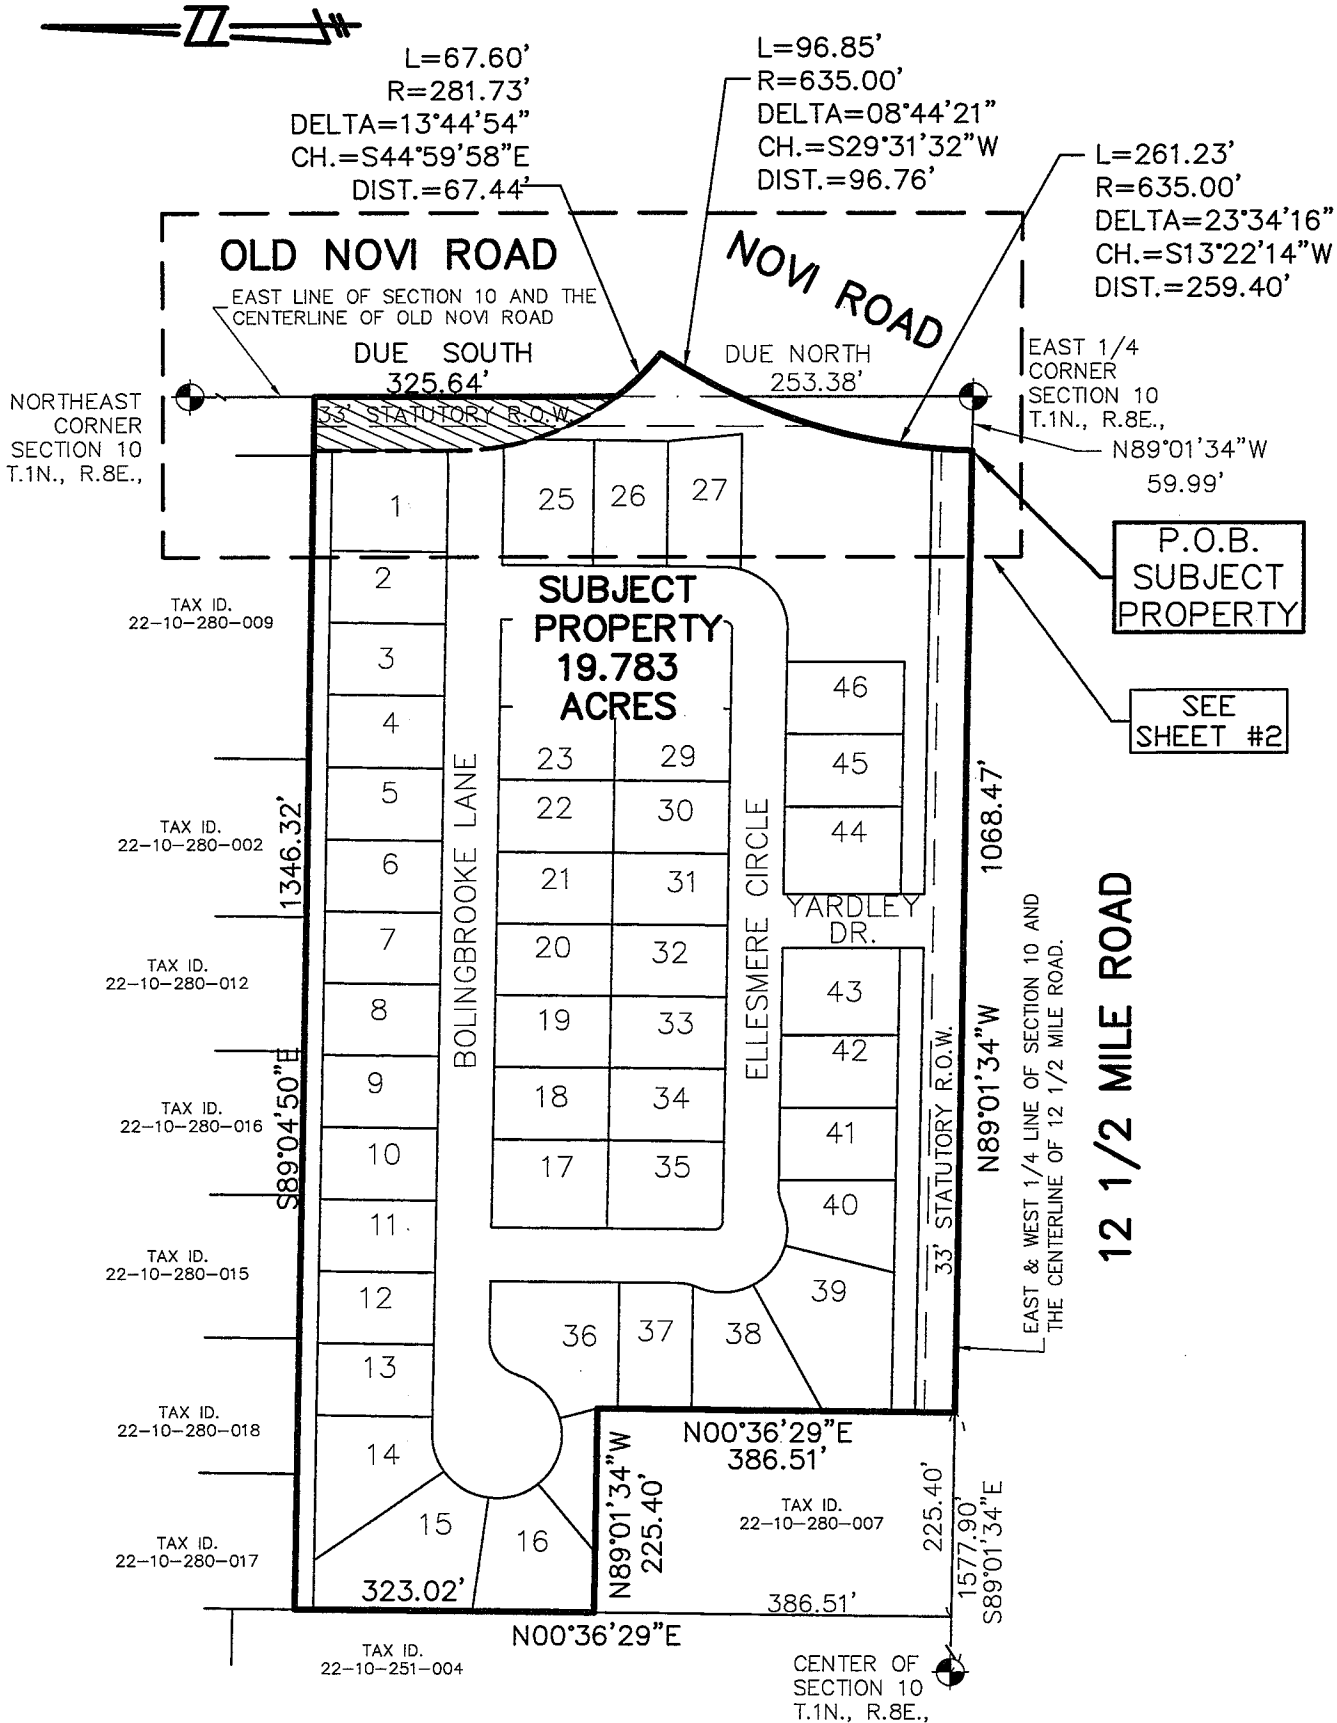 L=67.60'
R=281.73'
DELTA=13°44'54"
CH.=S44°59'58"E
DIST.=67.44'
L=96.85'
R=635.00'
DELTA=08°44'21"
CH.=S29°31'32"W
DIST.=96.76'
L=261.23'
R=635.00'
DELTA=23°34'16"
CH.=S13°22'14"W
DIST.=259.40'
OLD NOVI ROAD
NOVI ROAD
EAST LINE OF SECTION 10 AND THE
CENTERLINE OF OLD NOVI ROAD
DUE SOUTH
325.64'
DUE NORTH
253.38'
EAST 1/4
CORNER
SECTION 10
T.1N., R.8E.,
NORTHEAST
CORNER
SECTION 10
T.1N., R.8E.,
33' STATUTORY R.O.W.
N89°01'34"W
59.99'
P.O.B.
SUBJECT
PROPERTY
SEE
SHEET #2
1
25
26
27
2
SUBJECT
PROPERTY
19.783
ACRES
TAX ID.
22-10-280-009
3
4
46
45
44
23
29
5
22
30
6
21
31
7
20
32
8
19
33
9
18
34
10
17
35
11
12
13
14
15
16
36
37
38
39
40
41
42
43
BOLINGBROOKE LANE
ELLESMERE CIRCLE
YARDLEY
DR.
1346.32'
S89°04'50"E
TAX ID.
22-10-280-002
TAX ID.
22-10-280-012
TAX ID.
22-10-280-016
TAX ID.
22-10-280-015
TAX ID.
22-10-280-018
TAX ID.
22-10-280-017
1068.47'
N89°01'34"W
33' STATUTORY R.O.W.
EAST & WEST 1/4 LINE OF SECTION 10 AND
THE CENTERLINE OF 12 1/2 MILE ROAD.
12 1/2 MILE ROAD
N00°36'29"E
386.51'
N89°01'34"W
225.40'
TAX ID.
22-10-280-007
225.40'
1577.90'
S89°01'34"E
323.02'
386.51'
N00°36'29"E
TAX ID.
22-10-251-004
CENTER OF
SECTION 10
T.1N., R.8E.,